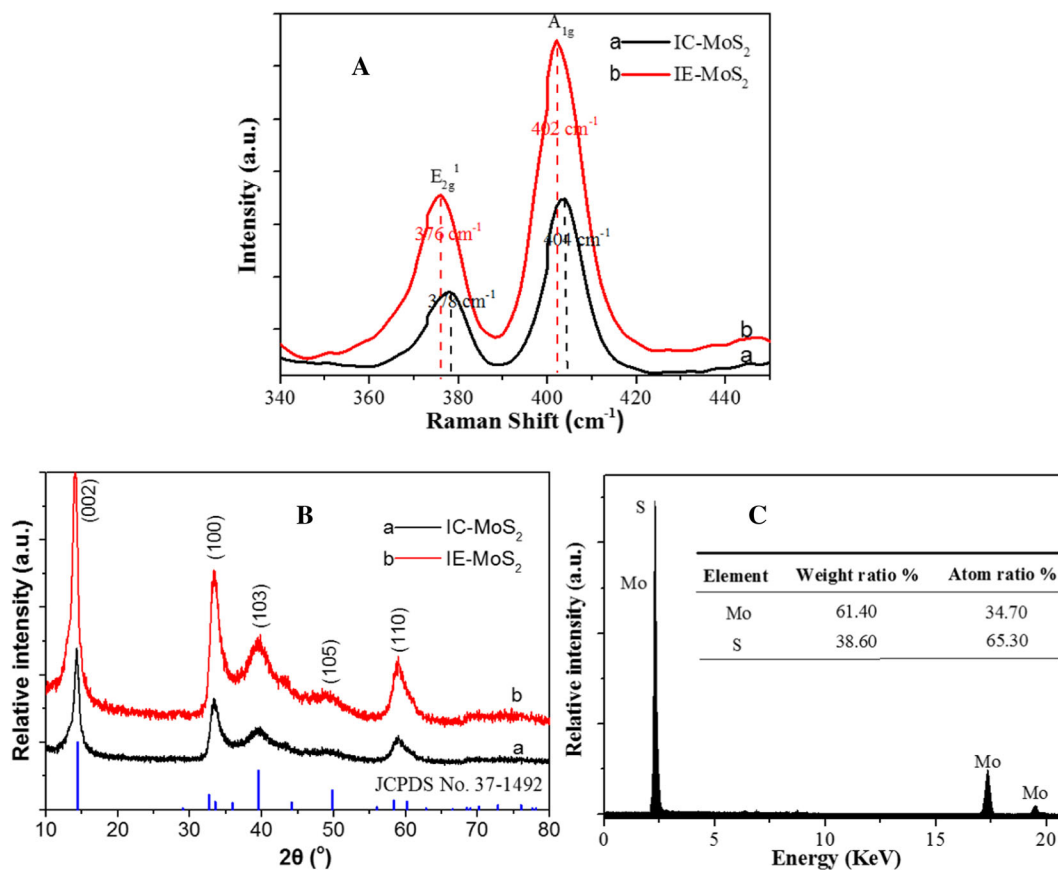 A
A1g
a IC-MoS2
b IE-MoS2
402 cm-1
E2g1
376 cm-1
404 cm-1
378 cm-1
b
a
Intensity (a.u.)
340 360 380 400 420 440
Raman Shift (cm-1)
B
(002)
(100)
(103)
(105)
(110)
a IC-MoS2
b IE-MoS2
b
a
JCPDS No. 37-1492
Relative intensity (a.u.)
10 20 30 40 50 60 70 80
2θ (o)
C
S
Mo
Element Weight ratio % Atom ratio %
Mo 61.40 34.70
S 38.60 65.30
Mo
Mo
Relative intensity (a.u.)
0 5 10 15 20
Energy (KeV)